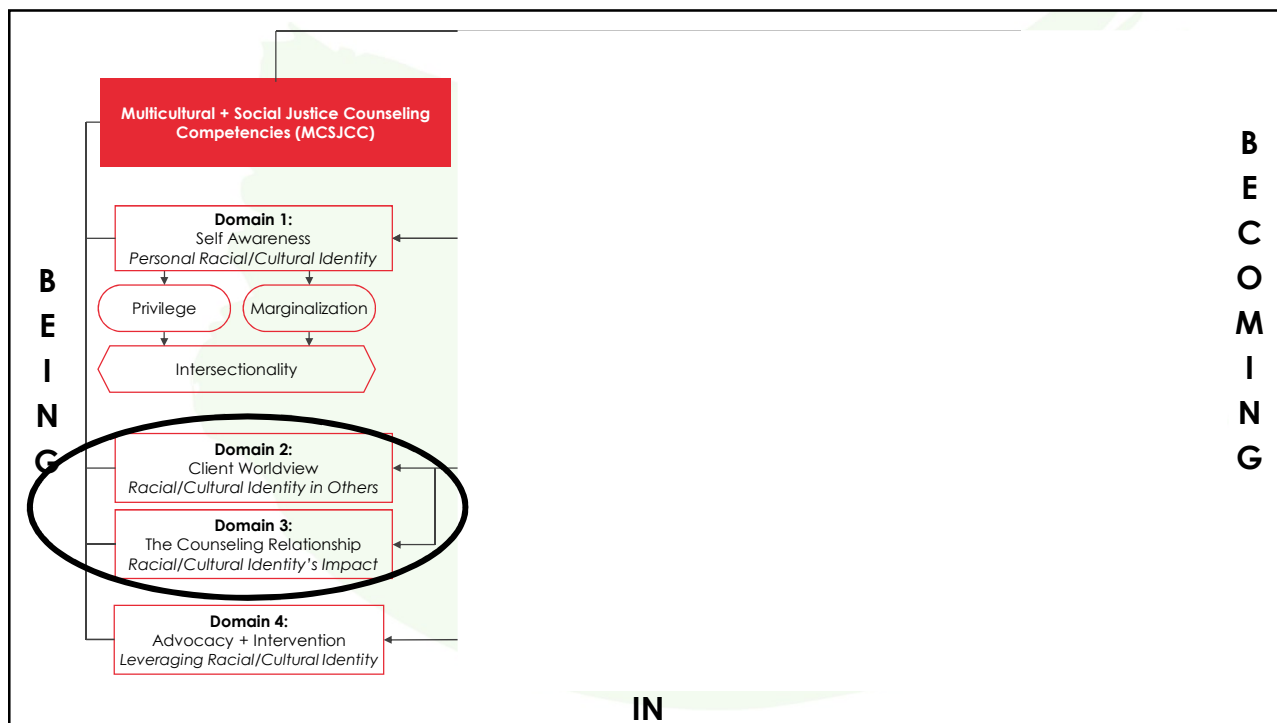 Multicultural + Social Justice Counseling
Competencies (MCSJCC)
Domain 1:
Self Awareness
Personal Racial/Cultural Identity
Privilege
Marginalization
Intersectionality
Domain 2:
Client Worldview
Racial/Cultural Identity in Others
Domain 3:
The Counseling Relationship
Racial/Cultural Identity’s Impact
Domain 4:
Advocacy + Intervention
Leveraging Racial/Cultural Identity
B
E
I
N
G
IN
B
E
C
O
M
I
N
G